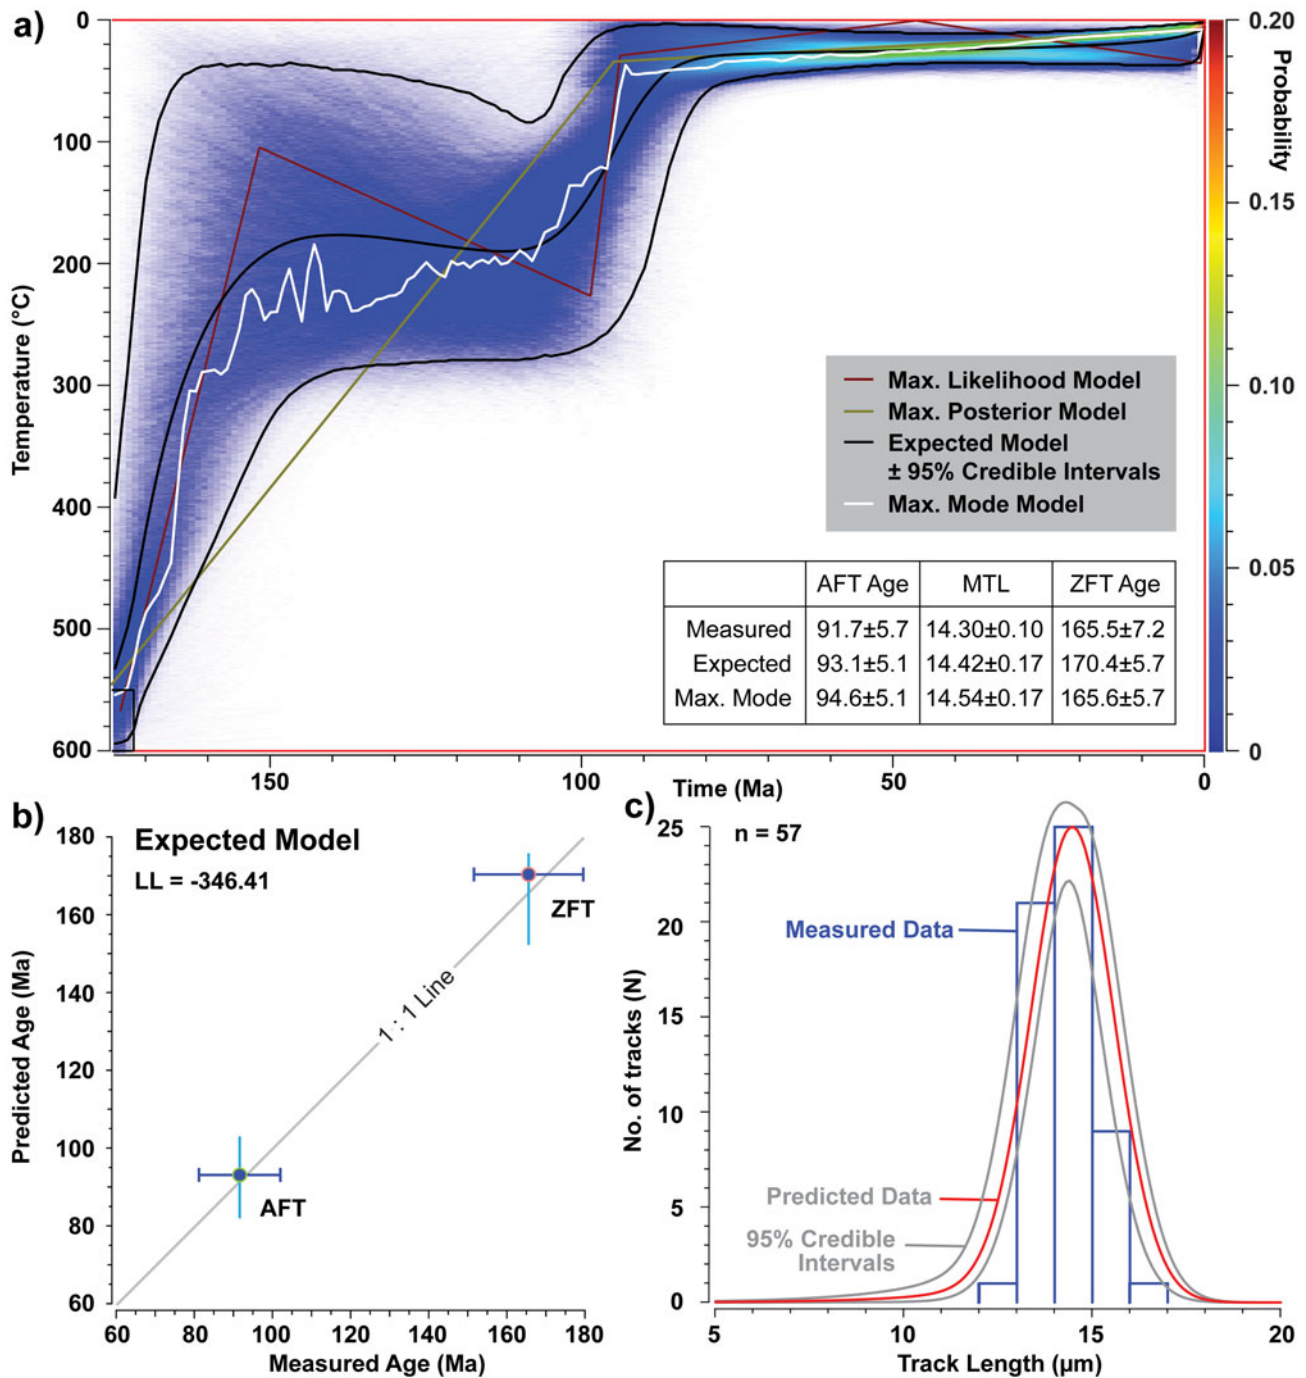 a)
0
100
200
300
400
500
600
Temperature (°C)
150
100
50
0
Time (Ma)
0.20
0.15
0.10
0.05
0
Probability
Max. Likelihood Model
Max. Posterior Model
Expected Model
± 95% Credible Intervals
Max. Mode Model
AFT Age MTL ZFT Age
Measured 91.7±5.7 14.30±0.10 165.5±7.2
Expected 93.1±5.1 14.42±0.17 170.4±5.7
Max. Mode 94.6±5.1 14.54±0.17 165.6±5.7
b)
Expected Model
LL = -346.41
180
160
140
120
100
80
60
Predicted Age (Ma)
ZFT
1 : 1 Line
AFT
60 80 100 120 140 160 180
Measured Age (Ma)
c)
n = 57
25
20
15
10
5
0
No. of tracks (N)
Measured Data
Predicted Data
95% Credible
Intervals
5 10 15 20
Track Length (µm)